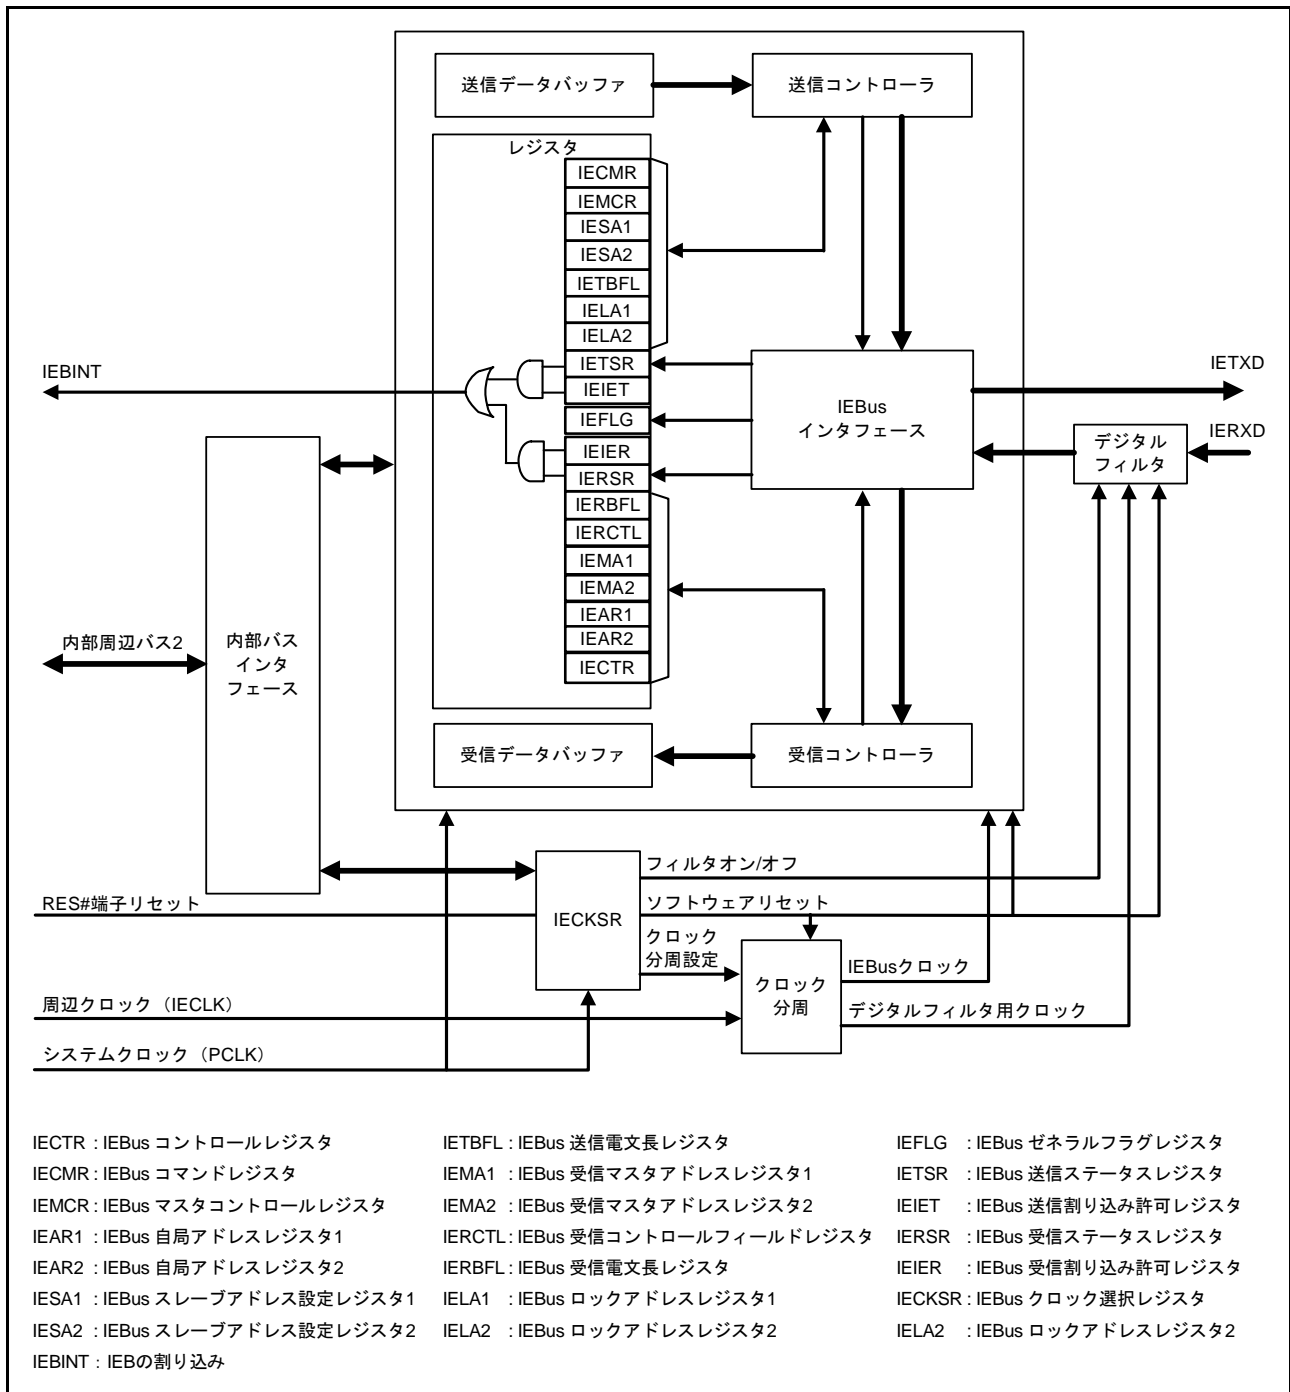 送信データバッファ
送信コントローラ
レジスタ
IECMR
IEMCR
IESA1
IESA2
IETBFL
IELA1
IELA2
IETSR
IEIET
IEFLG
IEIER
IERSR
IERBFL
IERCTL
IEMA1
IEMA2
IEAR1
IEAR2
IECTR
IEBINT
IEBus
インタフェース
IETXD
デジタル
フィルタ
IERXD
内部周辺バス2
内部バス
インタ
フェース
受信データバッファ
受信コントローラ
RES#端子リセット
IECKSR
フィルタオン/オフ
ソフトウェアリセット
クロック
分周設定
クロック
分周
IEBusクロック
デジタルフィルタ用クロック
周辺クロック（IECLK）
システムクロック（PCLK）
IECTR : IEBus コントロールレジスタ
IECMR : IEBus コマンドレジスタ
IEMCR : IEBus マスタコントロールレジスタ
IEAR1 : IEBus 自局アドレスレジスタ1
IEAR2 : IEBus 自局アドレスレジスタ2
IESA1 : IEBus スレーブアドレス設定レジスタ1
IESA2 : IEBus スレーブアドレス設定レジスタ2
IEBINT : IEBの割り込み
IETBFL : IEBus 送信電文長レジスタ
IEMA1 : IEBus 受信マスタアドレスレジスタ1
IEMA2 : IEBus 受信マスタアドレスレジスタ2
IERCTL : IEBus 受信コントロールフィールドレジスタ
IERBFL : IEBus 受信電文長レジスタ
IELA1 : IEBus ロックアドレスレジスタ1
IELA2 : IEBus ロックアドレスレジスタ2
IEFLG : IEBus ゼネラルフラグレジスタ
IETSR : IEBus 送信ステータスレジスタ
IEIET : IEBus 送信割り込み許可レジスタ
IERSR : IEBus 受信ステータスレジスタ
IEIER : IEBus 受信割り込み許可レジスタ
IECKSR : IEBus クロック選択レジスタ
IELA2 : IEBus ロックアドレスレジスタ2